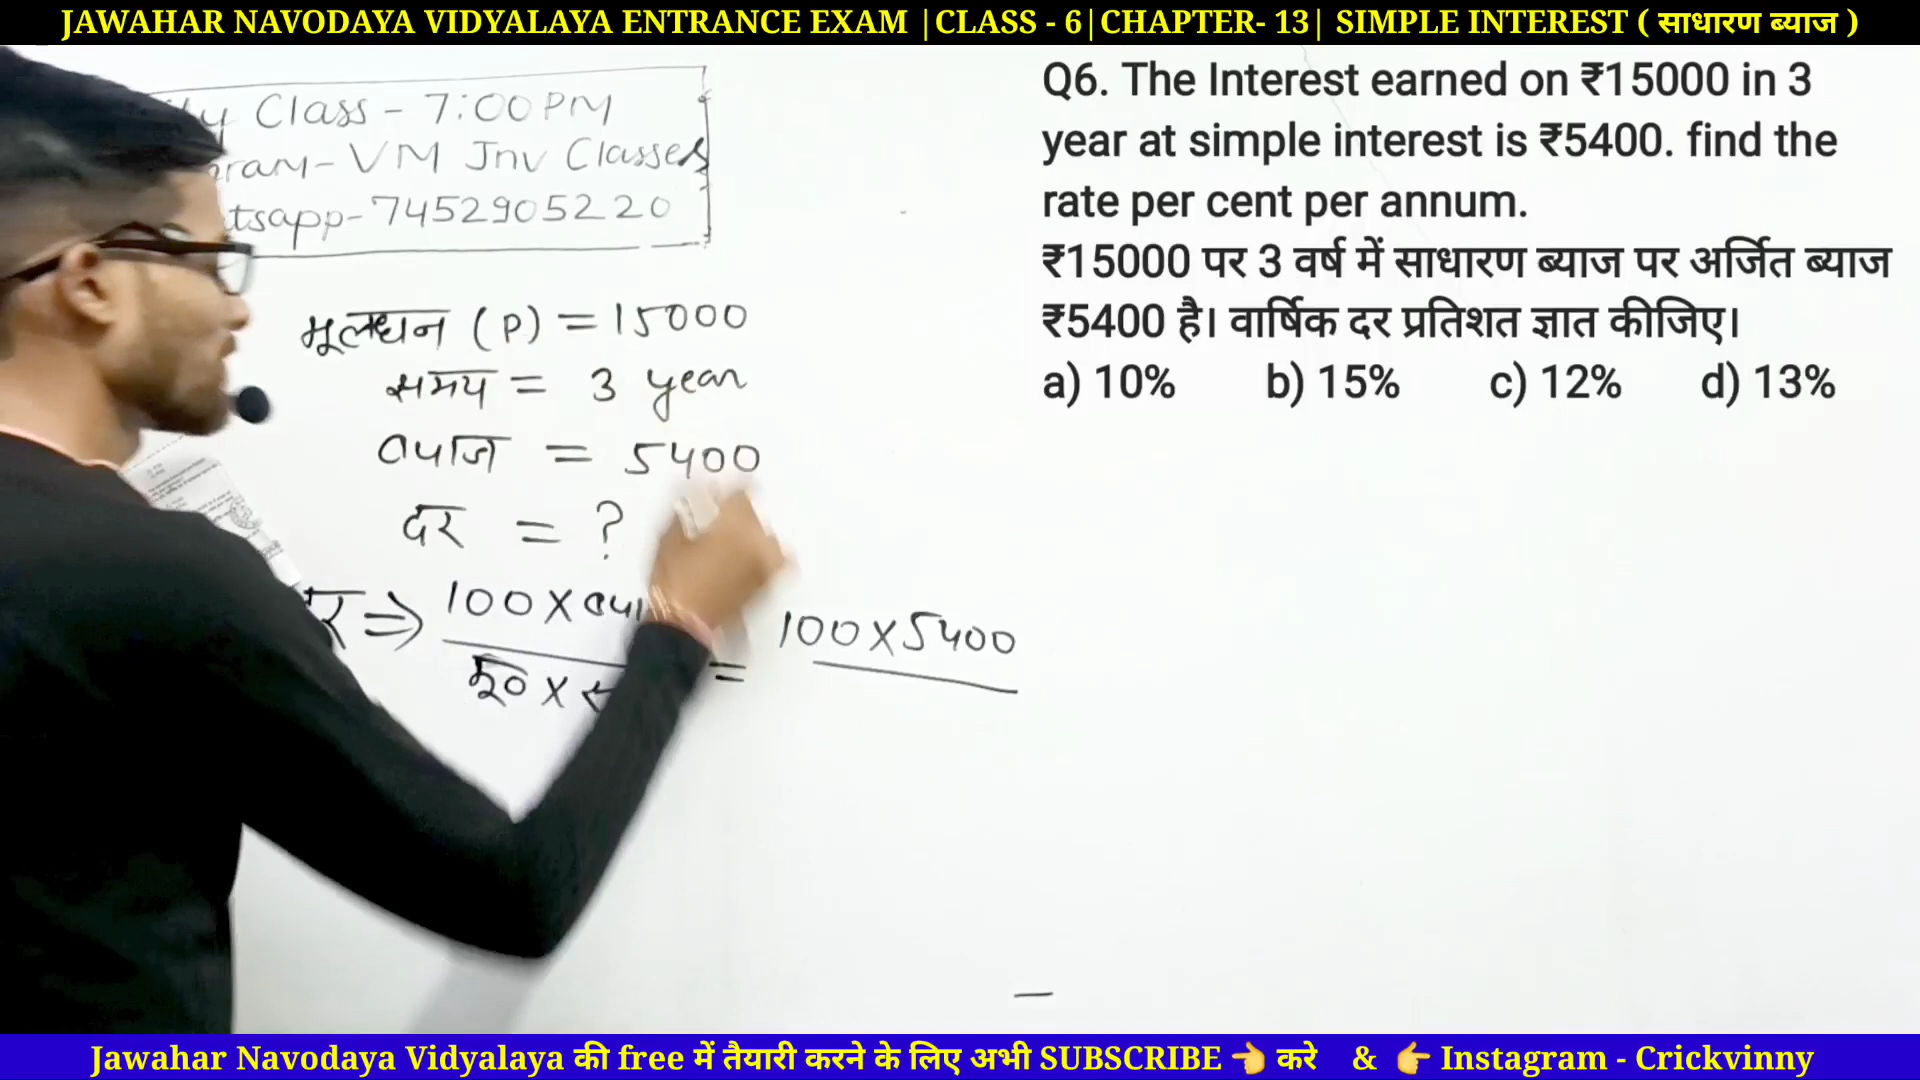 JAWAHAR NAVODAYA VIDYALAYA ENTRANCE EXAM |CLASS - 6|CHAPTER- 13| SIMPLE INTEREST ( साधारण ब्याज )
Class - 7:00 PM
VM Jnv Classes
7452905220
मूलधन (P) = 15000
समय = 3 year
ब्याज = 5400
दर = ?
⇒ 100 X
मू० X
= 100 X 5400
Q6. The Interest earned on ₹15000 in 3
year at simple interest is ₹5400. find the
rate per cent per annum.
₹15000 पर 3 वर्ष में साधारण ब्याज पर अर्जित ब्याज
₹5400 है। वार्षिक दर प्रतिशत ज्ञात कीजिए।
a) 10% b) 15% c) 12% d) 13%
Jawahar Navodaya Vidyalaya की free में तैयारी करने के लिए अभी SUBSCRIBE 👈 करे & 👉 Instagram - Crickvinny